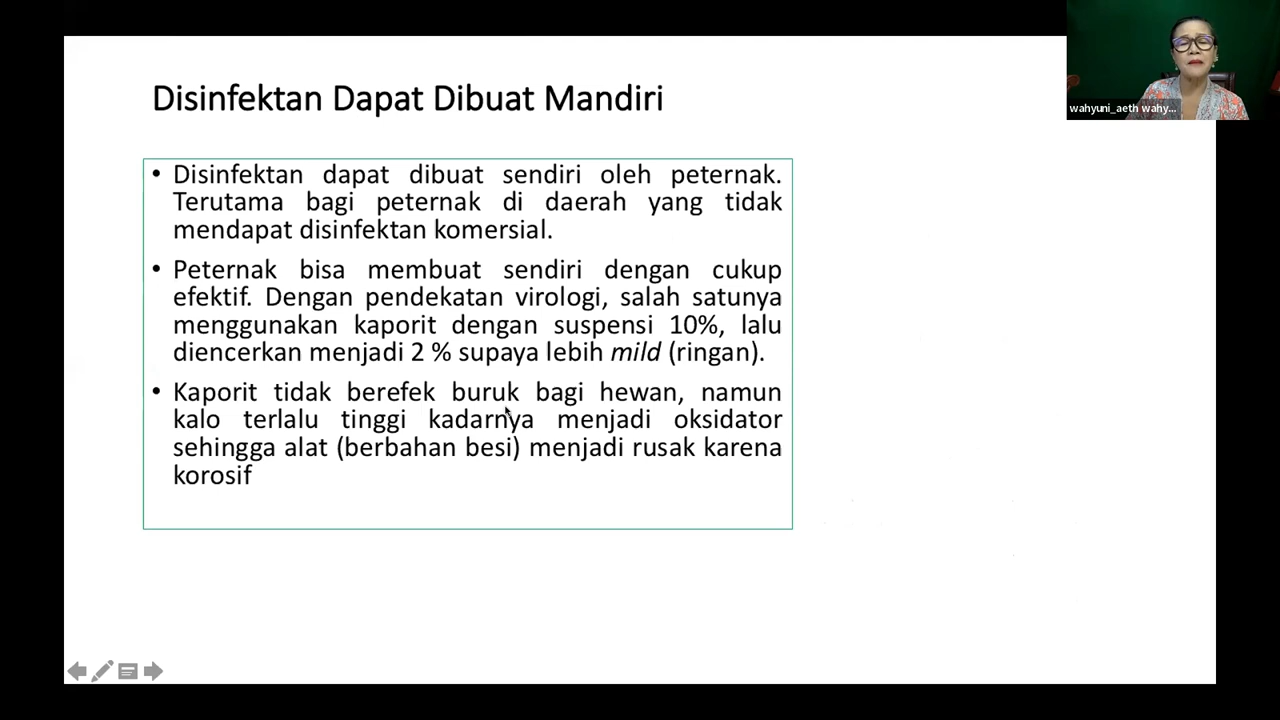 Disinfektan Dapat Dibuat Mandiri
• Disinfektan dapat dibuat sendiri oleh peternak.
Terutama bagi peternak di daerah yang tidak
mendapat disinfektan komersial.
• Peternak bisa membuat sendiri dengan cukup
efektif. Dengan pendekatan virologi, salah satunya
menggunakan kaporit dengan suspensi 10%, lalu
diencerkan menjadi 2 % supaya lebih mild (ringan).
• Kaporit tidak berefek buruk bagi hewan, namun
kalo terlalu tinggi kadarnya menjadi oksidator
sehingga alat (berbahan besi) menjadi rusak karena
korosif
wahyuni_aeth wahy...